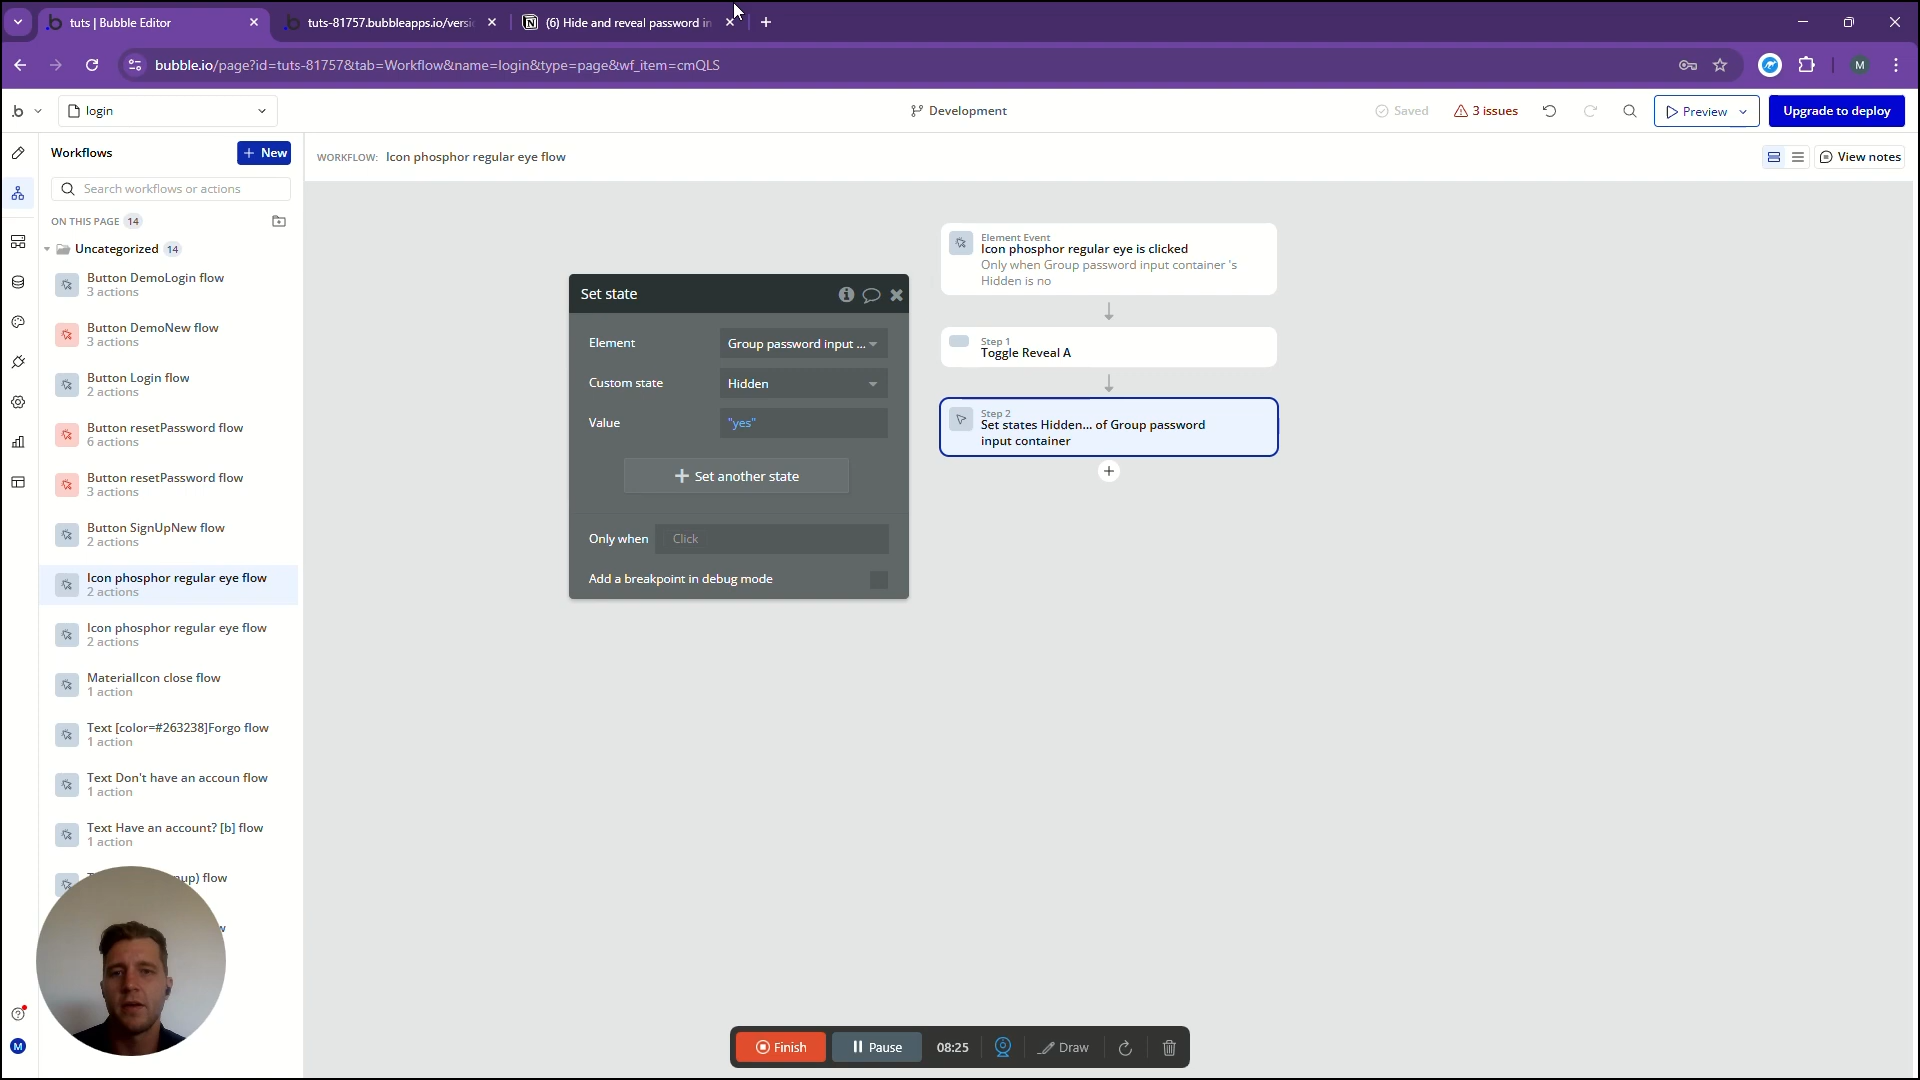 tuts | Bubble Editor
tuts-81757.bubbleapps.io/versi
(6) Hide and reveal password in
bubble.io/page?id=tuts-81757&tab=Workflow&name=login&type=page&wf_item=cmQLS
M
login
Development
Saved
3 issues
Preview
Upgrade to deploy
Workflows
+ New
WORKFLOW: Icon phosphor regular eye flow
View notes
Search workflows or actions
ON THIS PAGE 14
Uncategorized 14
Button DemoLogin flow
3 actions
Button DemoNew flow
3 actions
Button Login flow
2 actions
Button resetPassword flow
6 actions
Button resetPassword flow
3 actions
Button SignUpNew flow
2 actions
Icon phosphor regular eye flow
2 actions
Icon phosphor regular eye flow
2 actions
MaterialIcon close flow
1 action
Text [color=#263238]Forgo flow
1 action
Text Don't have an accoun flow
1 action
Text Have an account? [b] flow
1 action
up) flow
M
Set state
Element
Group password input ...
Custom state
Hidden
Value
"yes"
+ Set another state
Only when
Click
Add a breakpoint in debug mode
Element Event
Icon phosphor regular eye is clicked
Only when Group password input container 's
Hidden is no
Step 1
Toggle Reveal A
Step 2
Set states Hidden... of Group password
input container
Finish
Pause
08:25
Draw